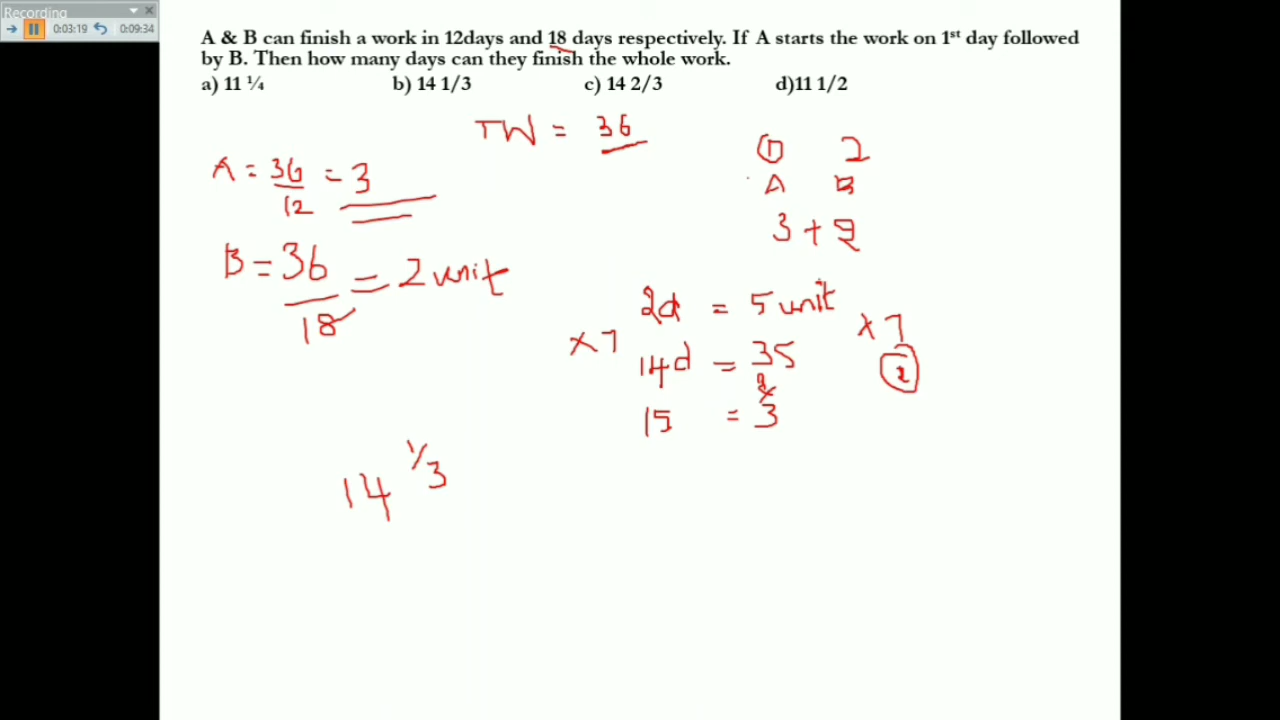 Recording
0:03:19 0:09:34
A & B can finish a work in 12days and 18 days respectively. If A starts the work on 1st day followed
by B. Then how many days can they finish the whole work.
a) 11 ¼ b) 14 1/3 c) 14 2/3 d)11 1/2
TW = 36
A = 36/12 = 3
B = 36/18 = 2 unit
1 2
A B
3 + 2
2d = 5 unit
×7 ×7
14d = 35
1
15 = 3
14 1/3